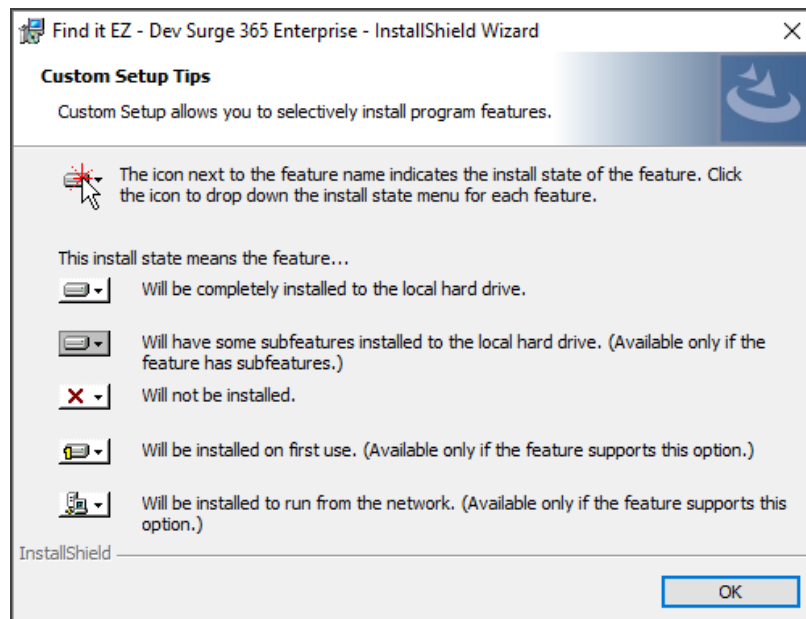 Find it EZ - Dev Surge 365 Enterprise - InstallShield Wizard
Custom Setup Tips
Custom Setup allows you to selectively install program features.
The icon next to the feature name indicates the install state of the feature. Click
the icon to drop down the install state menu for each feature.
This install state means the feature...
Will be completely installed to the local hard drive.
Will have some subfeatures installed to the local hard drive. (Available only if the
feature has subfeatures.)
Will not be installed.
Will be installed on first use. (Available only if the feature supports this option.)
Will be installed to run from the network. (Available only if the feature supports this
option.)
InstallShield
OK